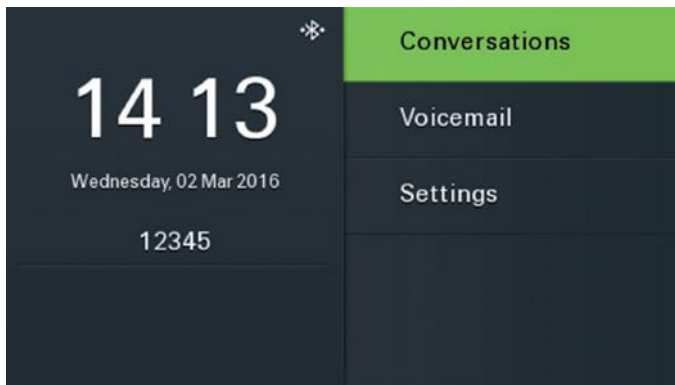 14 13
Wednesday, 02 Mar 2016
12345
Conversations
Voicemail
Settings